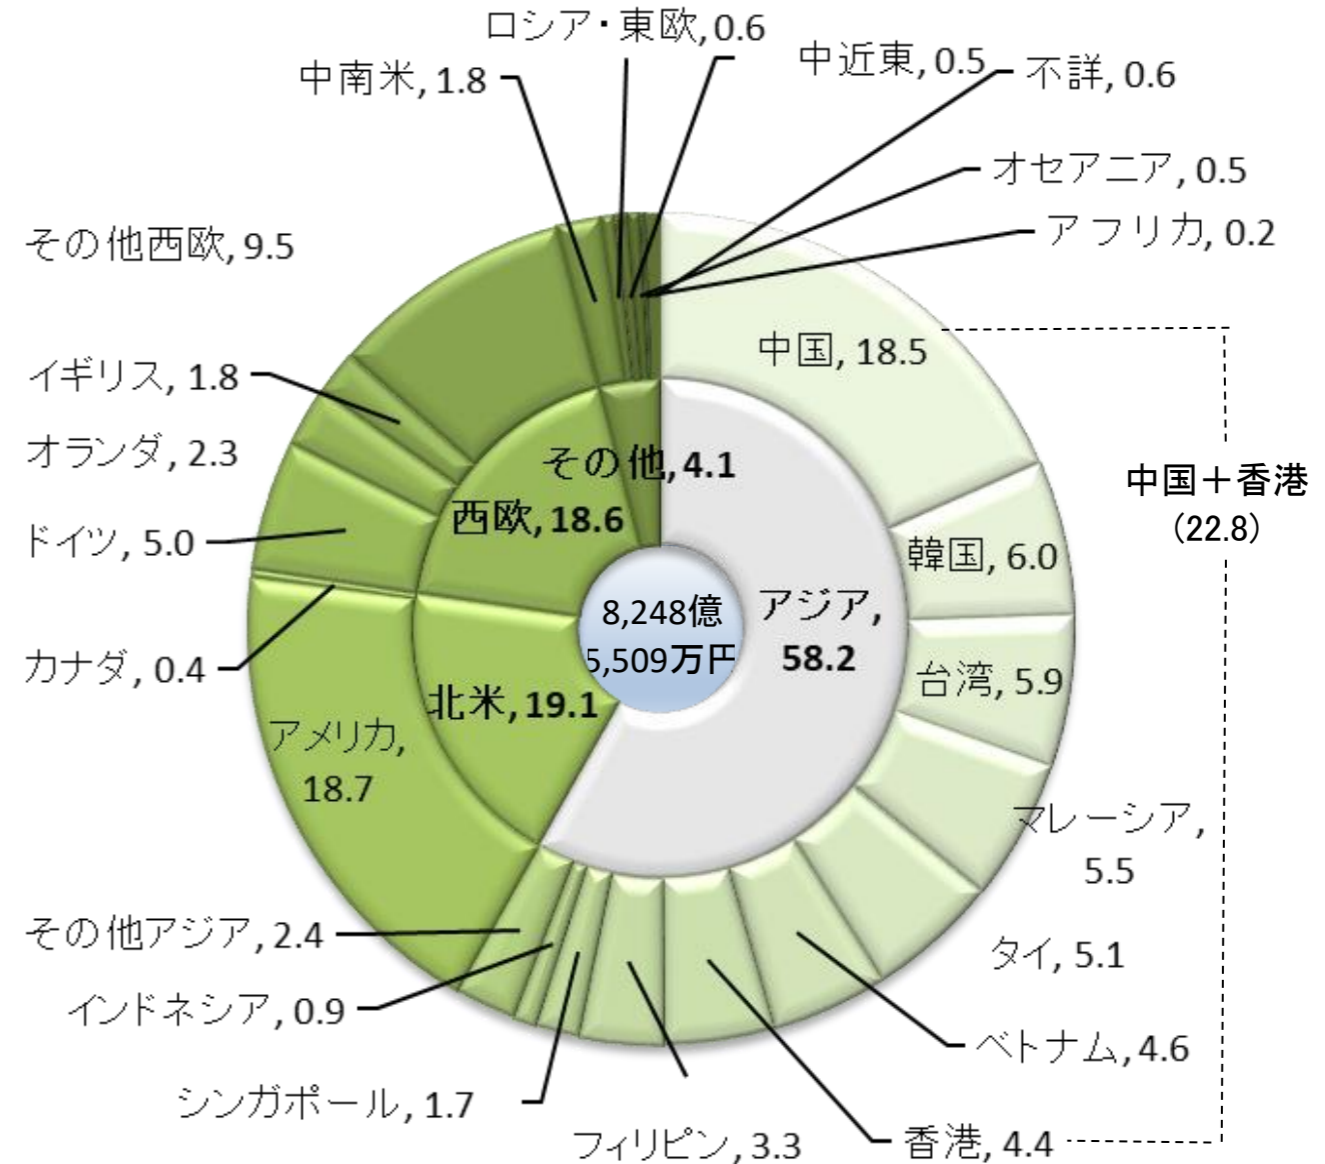 ロシア・東欧, 0.6
中南米, 1.8
中近東, 0.5
不詳, 0.6
オセアニア, 0.5
アフリカ, 0.2
その他西欧, 9.5
イギリス, 1.8
オランダ, 2.3
ドイツ, 5.0
カナダ, 0.4
アメリカ,
18.7
その他アジア, 2.4
インドネシア, 0.9
シンガポール, 1.7
フィリピン, 3.3
香港, 4.4
ベトナム, 4.6
タイ, 5.1
マレーシア,
5.5
台湾, 5.9
韓国, 6.0
中国, 18.5
中国＋香港
(22.8)
その他, 4.1
西欧, 18.6
北米, 19.1
アジア,
58.2
8,248億
5,509万円